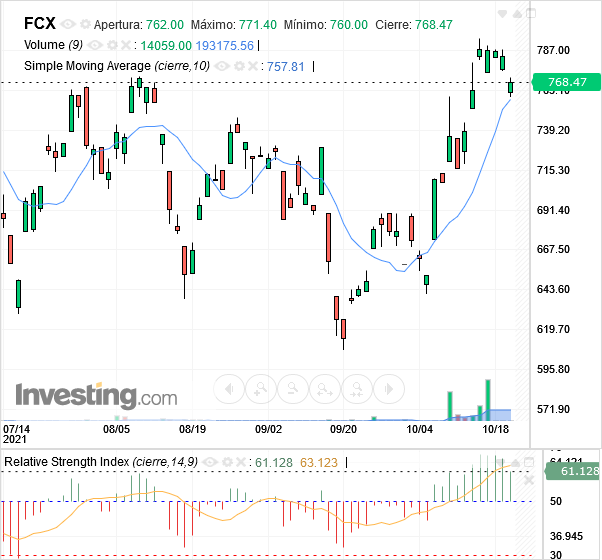 FCX Apertura: 762.00 Máximo: 771.40 Mínimo: 760.00 Cierre: 768.47
Volume (9) : 14059.00 193175.56
Simple Moving Average (cierre,10) : 757.81
787.00
768.47
739.20
715.30
691.40
667.50
643.60
619.70
595.80
571.90
Investing.com
07/14 08/05 08/19 09/02 09/20 10/04 10/18
2021
Relative Strength Index (cierre,14,9) : 61.128 63.123
61.128
50
36.945
30